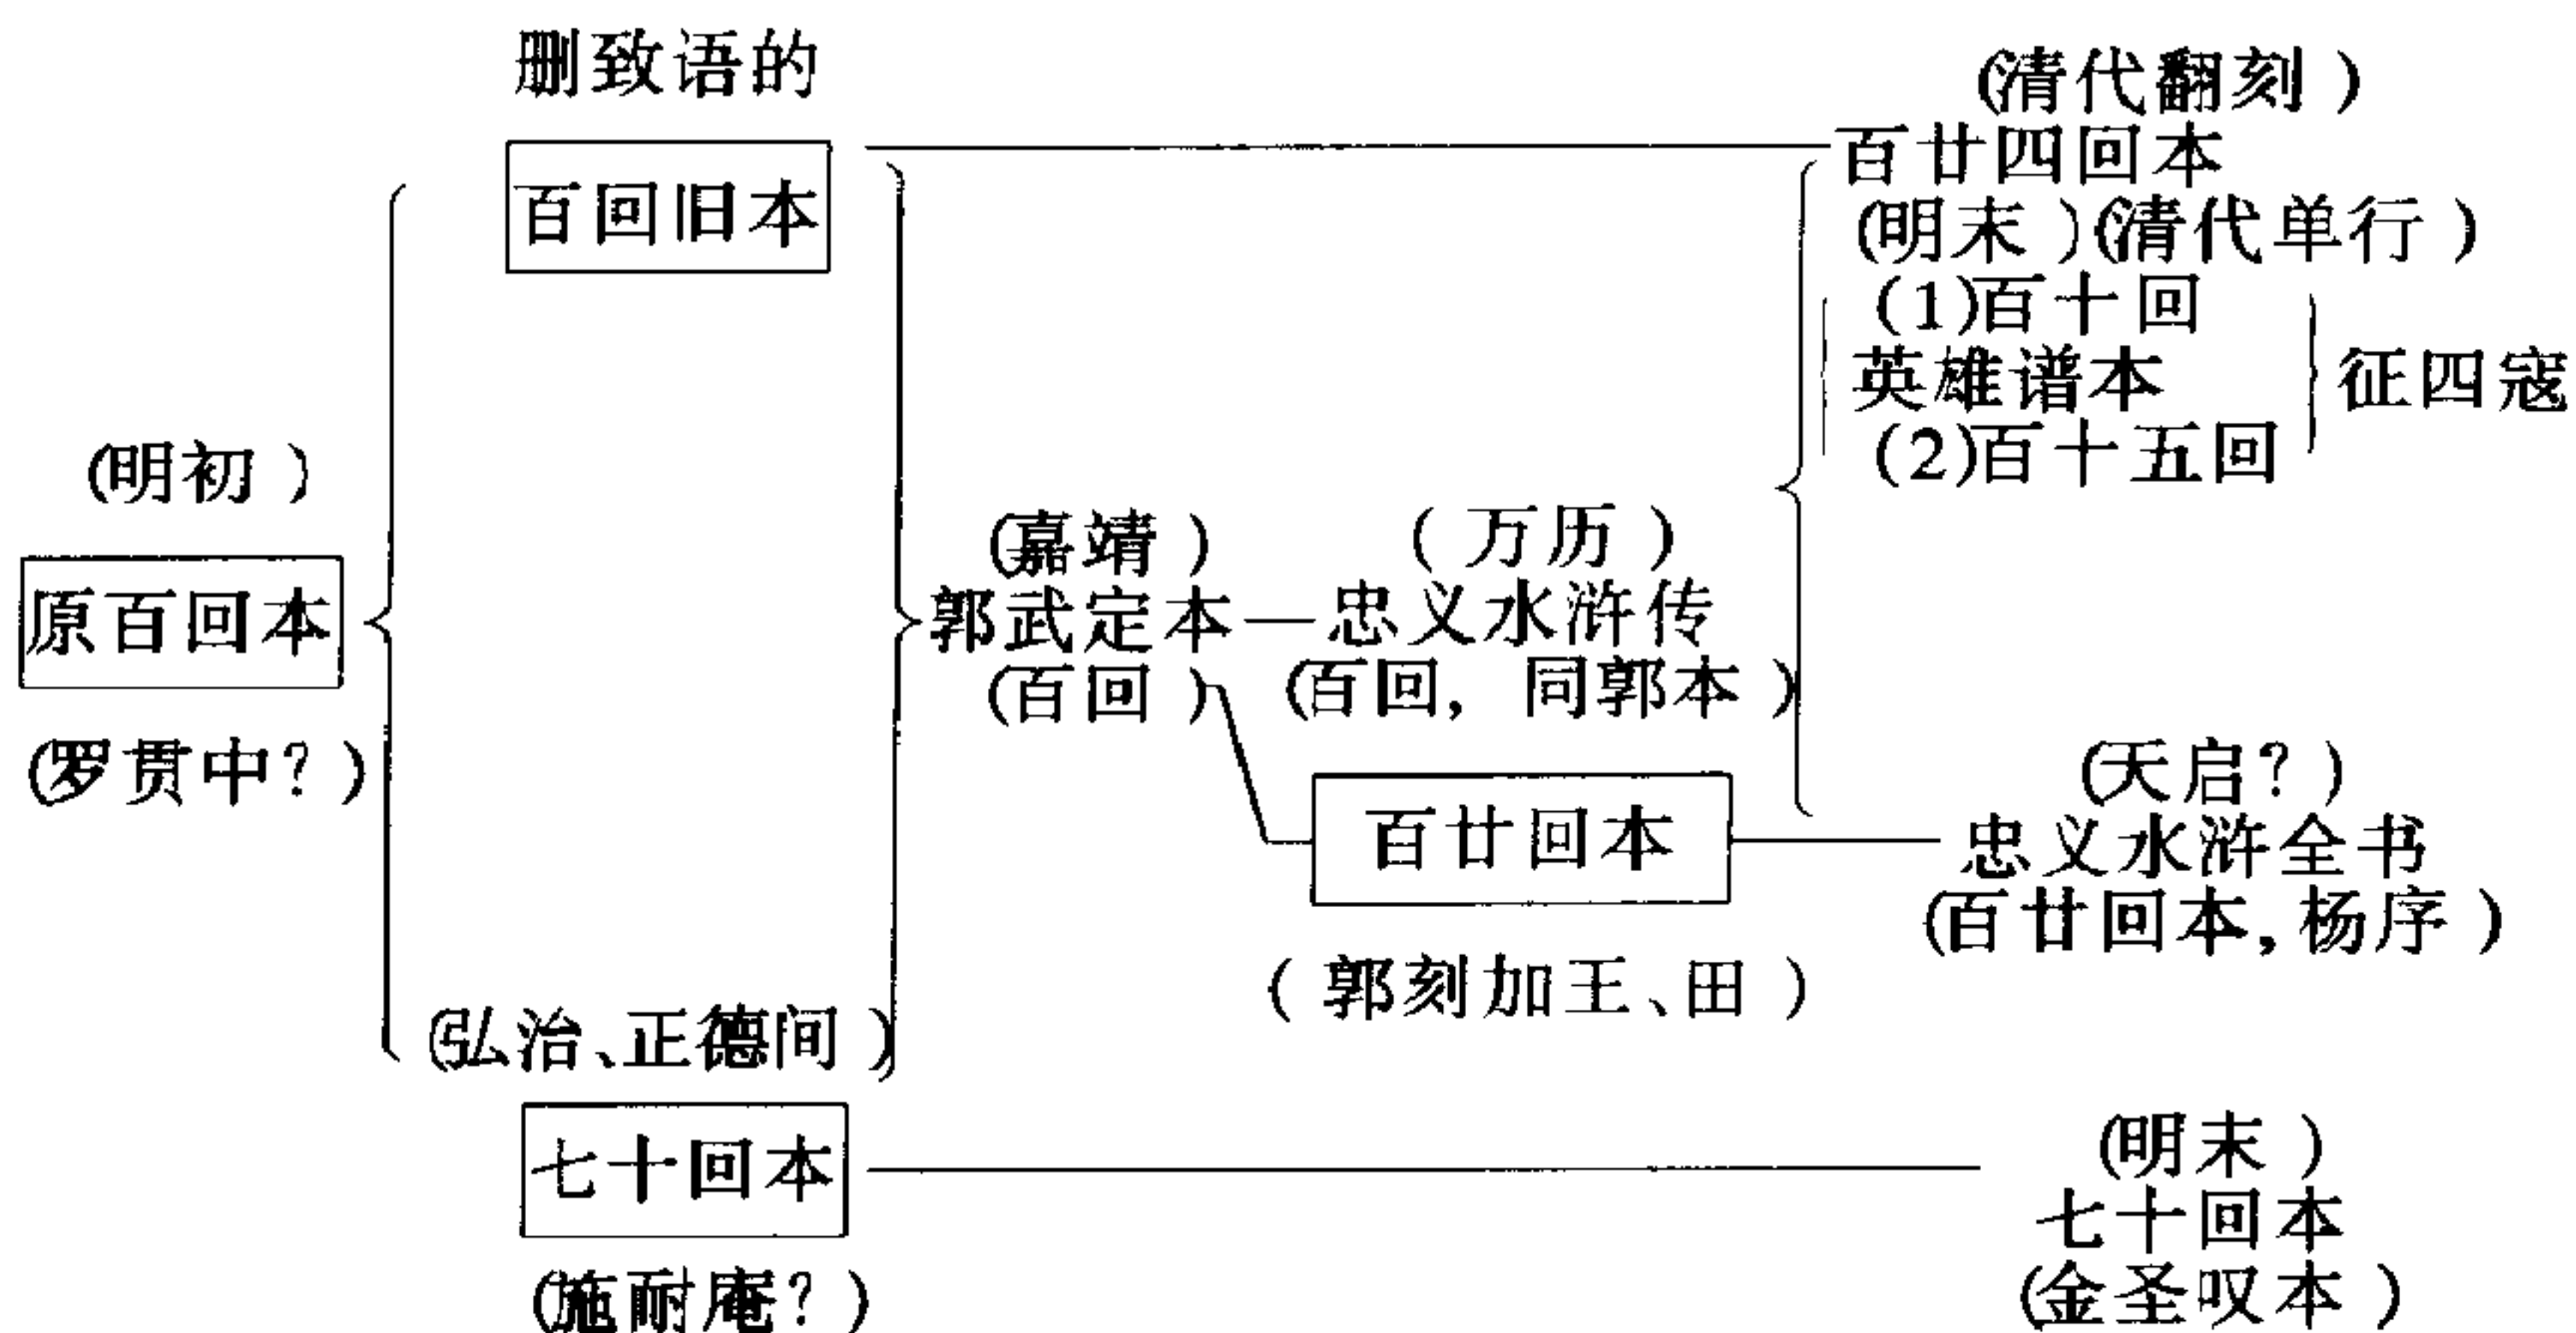 删致语的
百回旧本
(明初)
原百回本
(罗贯中?)
(弘治、正德间)
七十回本
(施耐庵?)
(嘉靖)
郭武定本
(百回)
(万历)
忠义水浒传
(百回, 同郭本)
百廿回本
(郭刻加王、田)
(清代翻刻)
百廿四回本
(明末)(清代单行)
(1)百十回
英雄谱本
(2)百十五回
征四寇
(天启?)
忠义水浒全书
(百廿回本,杨序)
(明末)
七十回本
(金圣叹本)